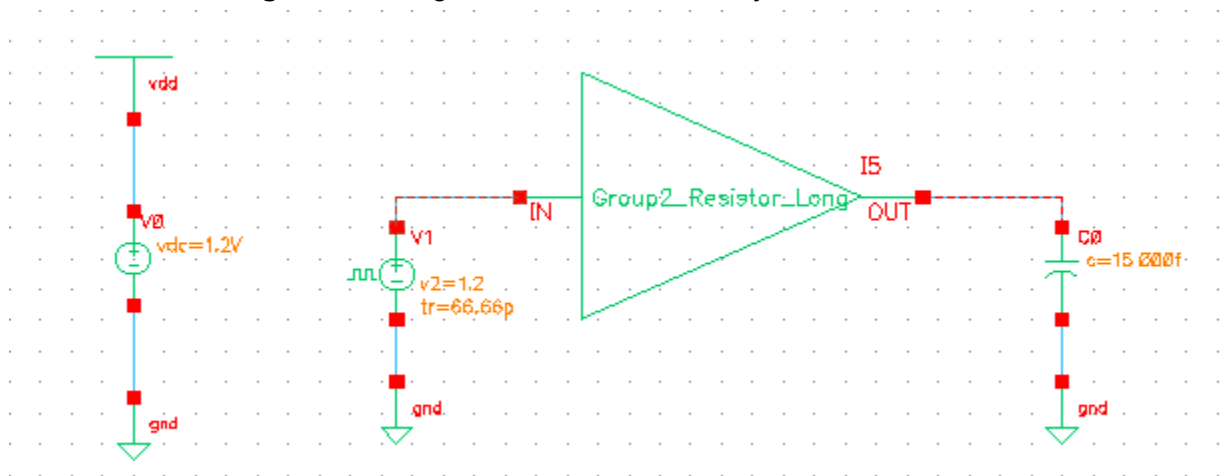 vdd
V0
vdc=1.2V
gnd
V1
v2=1.2
tr=66.66p
gnd
IN
Group2_Resistor_Long
I5
OUT
C0
c=15.000f
gnd